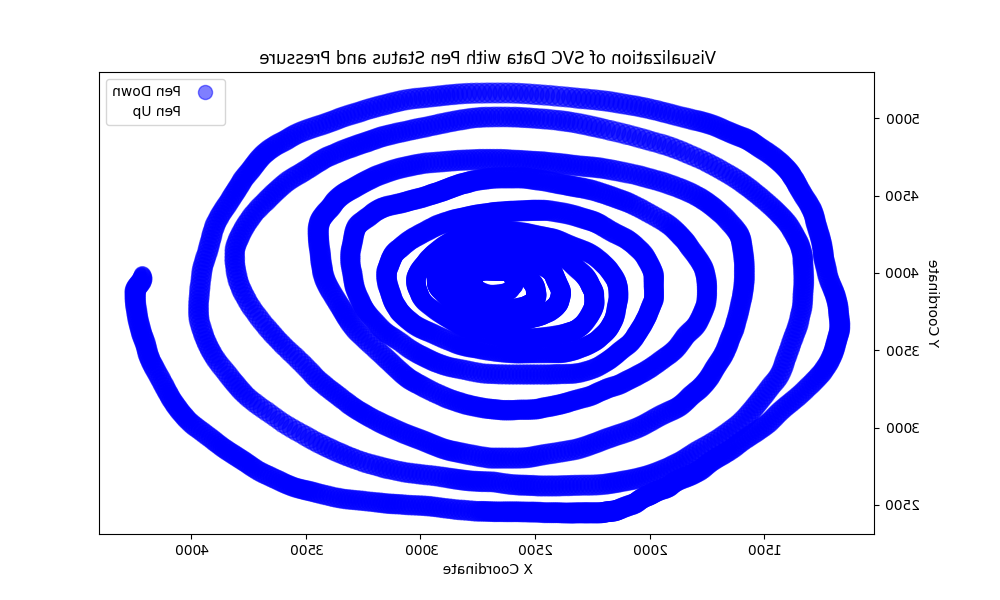 Visualization of SVC Data with Pen Status and Pressure
Pen Down
Pen Up
5000
4500
4000
3500
3000
2500
Y Coordinate
4000
3500
3000
2500
2000
1500
X Coordinate